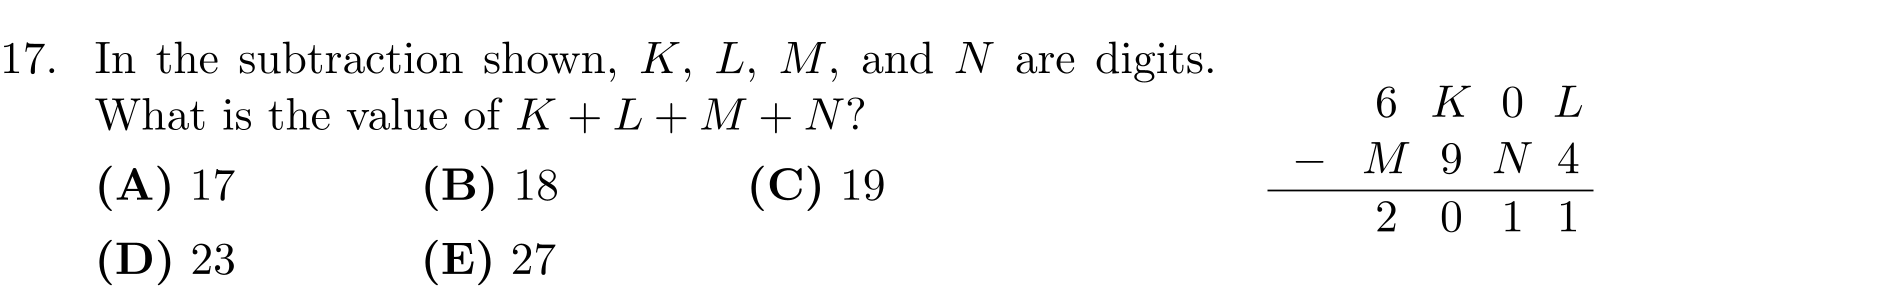 17. In the subtraction shown, K, L, M, and N are digits.
What is the value of K + L + M + N?
(A) 17 (B) 18 (C) 19
(D) 23 (E) 27
6 K 0 L
− M 9 N 4
2 0 1 1